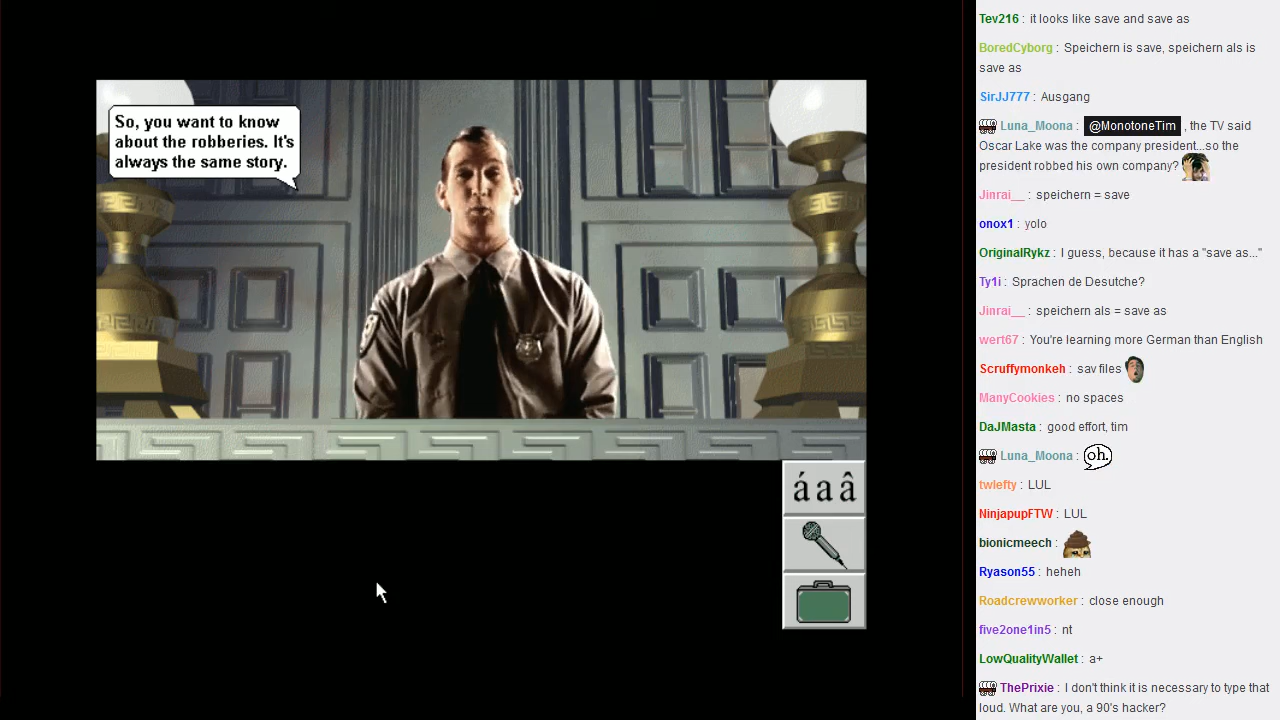 So, you want to know
about the robberies. It's
always the same story.
á a â
Tev216 : it looks like save and save as
BoredCyborg : Speichern is save, speichern als is
save as
SirJJ777 : Ausgang
Luna_Moona : @MonotoneTim , the TV said
Oscar Lake was the company president...so the
president robbed his own company?
Jinrai__ : speichern = save
onox1 : yolo
OriginalRykz : I guess, because it has a "save as..."
Ty1i : Sprachen de Desutche?
Jinrai__ : speichern als = save as
wert67 : You're learning more German than English
Scruffymonkeh : sav files
ManyCookies : no spaces
DaJMasta : good effort, tim
Luna_Moona : oh.
twlefty : LUL
NinjapupFTW : LUL
bionicmeech :
Ryason55 : heheh
Roadcrewworker : close enough
five2one1in5 : nt
LowQualityWallet : a+
ThePrixie : I don't think it is necessary to type that
loud. What are you, a 90's hacker?